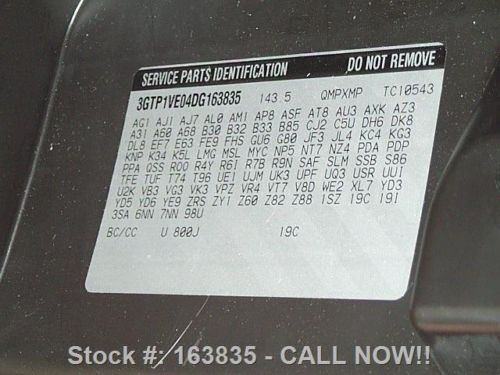 SERVICE PARTS IDENTIFICATION DO NOT REMOVE
3GTP1VE04DG163835 143 5 QMPXMP TC10543
AG1 AJ1 AJ7 AL0 AM1 AP8 ASF AT8 AU3 AXK AZ3
A31 A60 A68 B30 B32 B33 B85 CJ2 C5U DH6 DK8
DL8 EF7 E63 FE9 FHS GU6 G80 JF3 JL4 KC4 KG3
KNP K34 K5L LMG MSL MYC NP5 NT7 NZ4 PDA PDP
PPA QSS R00 R4Y R6I R7B R9N SAF SLM SSB S86
TFE TUF T74 T96 UE1 UJM UK3 UPF UQ3 USR UUI
U2K VB3 VG3 VK3 VPZ VR4 VT7 V8D WE2 XL7 YD3
YD5 YD6 YE9 ZRS ZY1 Z60 Z82 Z88 1SZ 19C 19I
3SA 6NN 7NN 98U
BC/CC U 800J 19C
Stock #: 163835 - CALL NOW!!